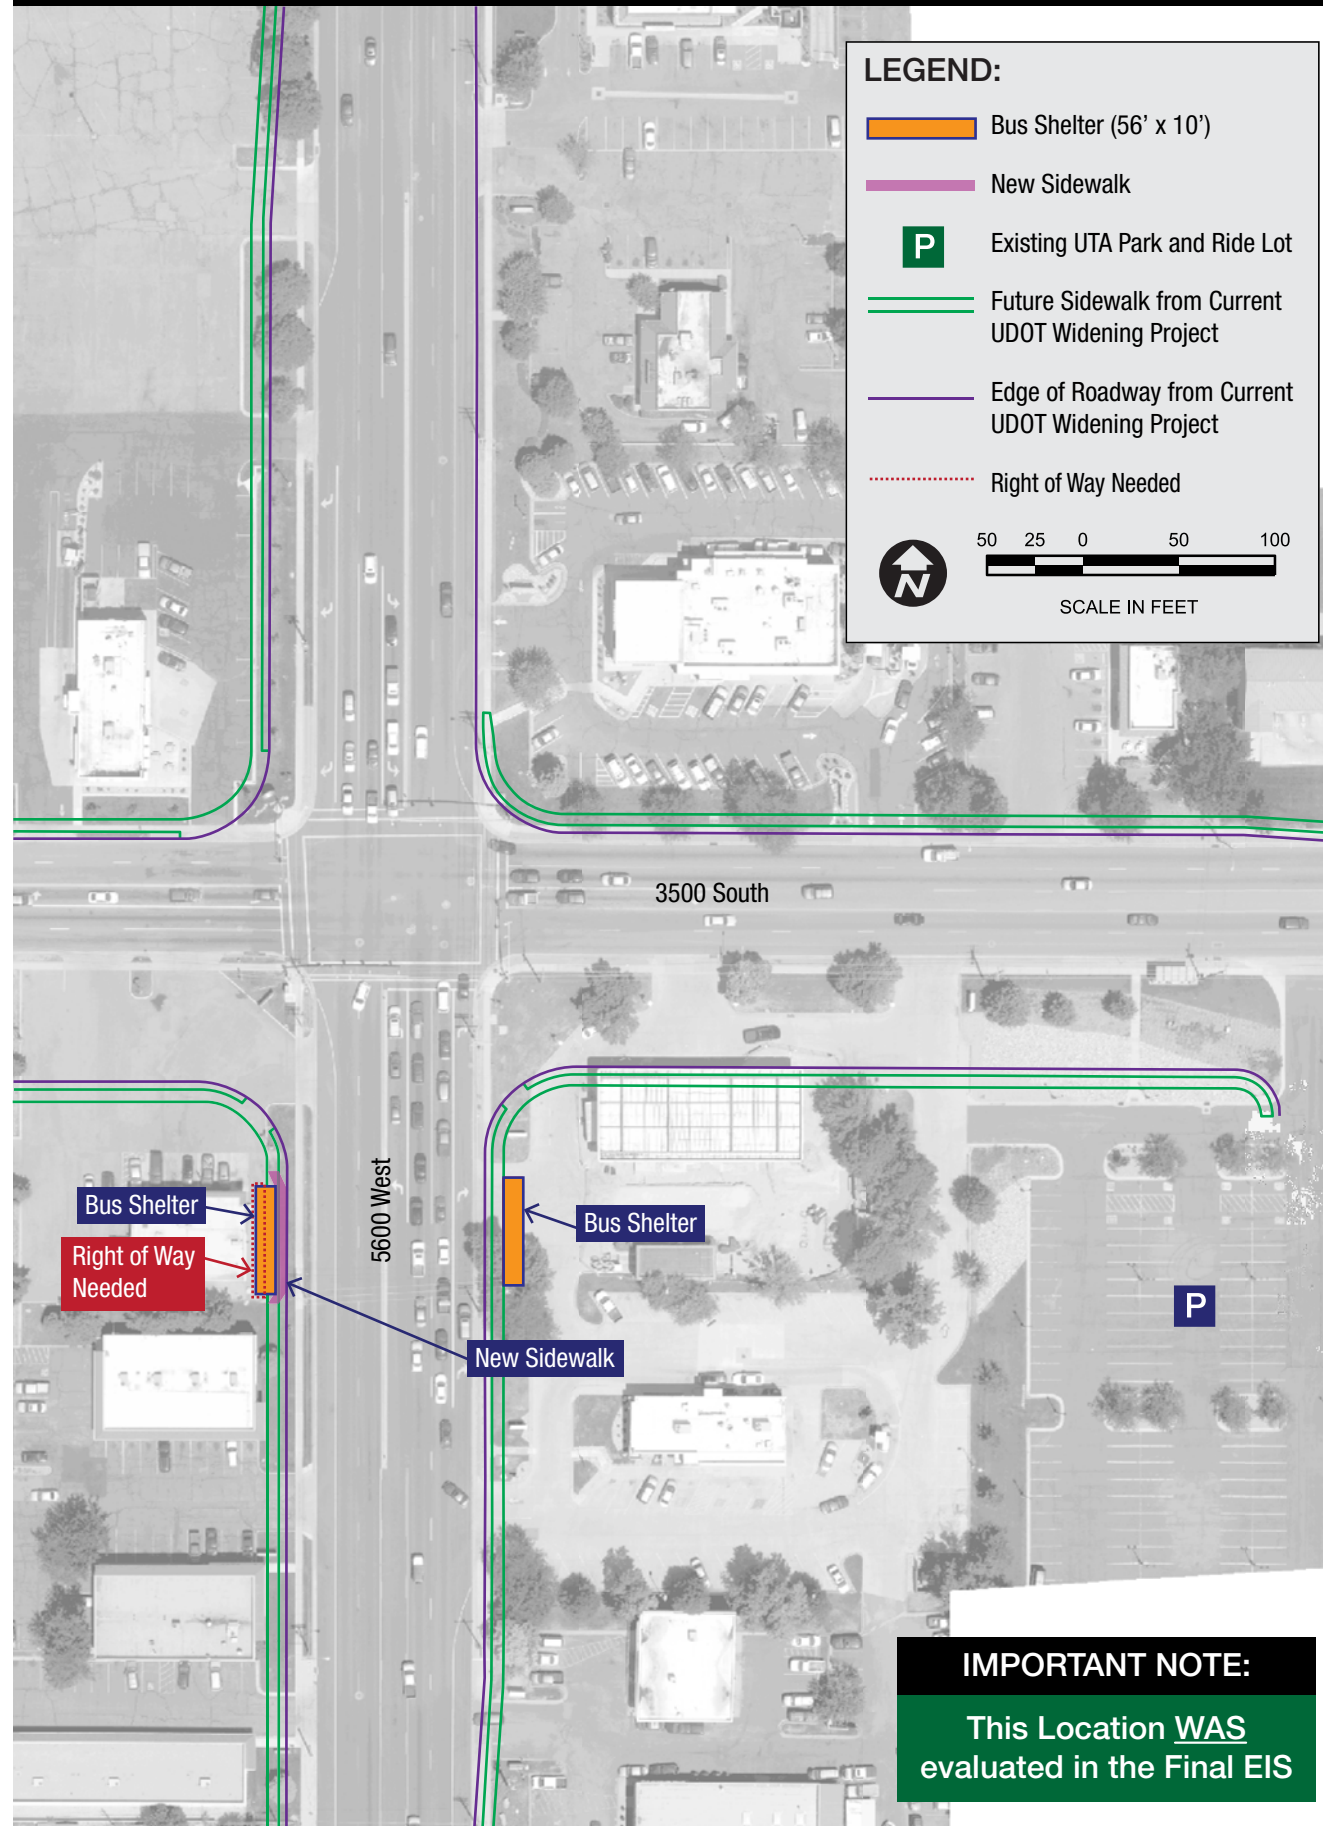 LEGEND:
Bus Shelter (56’ x 10’)
New Sidewalk
P
Existing UTA Park and Ride Lot
Future Sidewalk from Current
UDOT Widening Project
Edge of Roadway from Current
UDOT Widening Project
Right of Way Needed
N
50 25 0 50 100
SCALE IN FEET
3500 South
5600 West
Bus Shelter
Right of Way
Needed
Bus Shelter
New Sidewalk
P
IMPORTANT NOTE:
This Location WAS
evaluated in the Final EIS